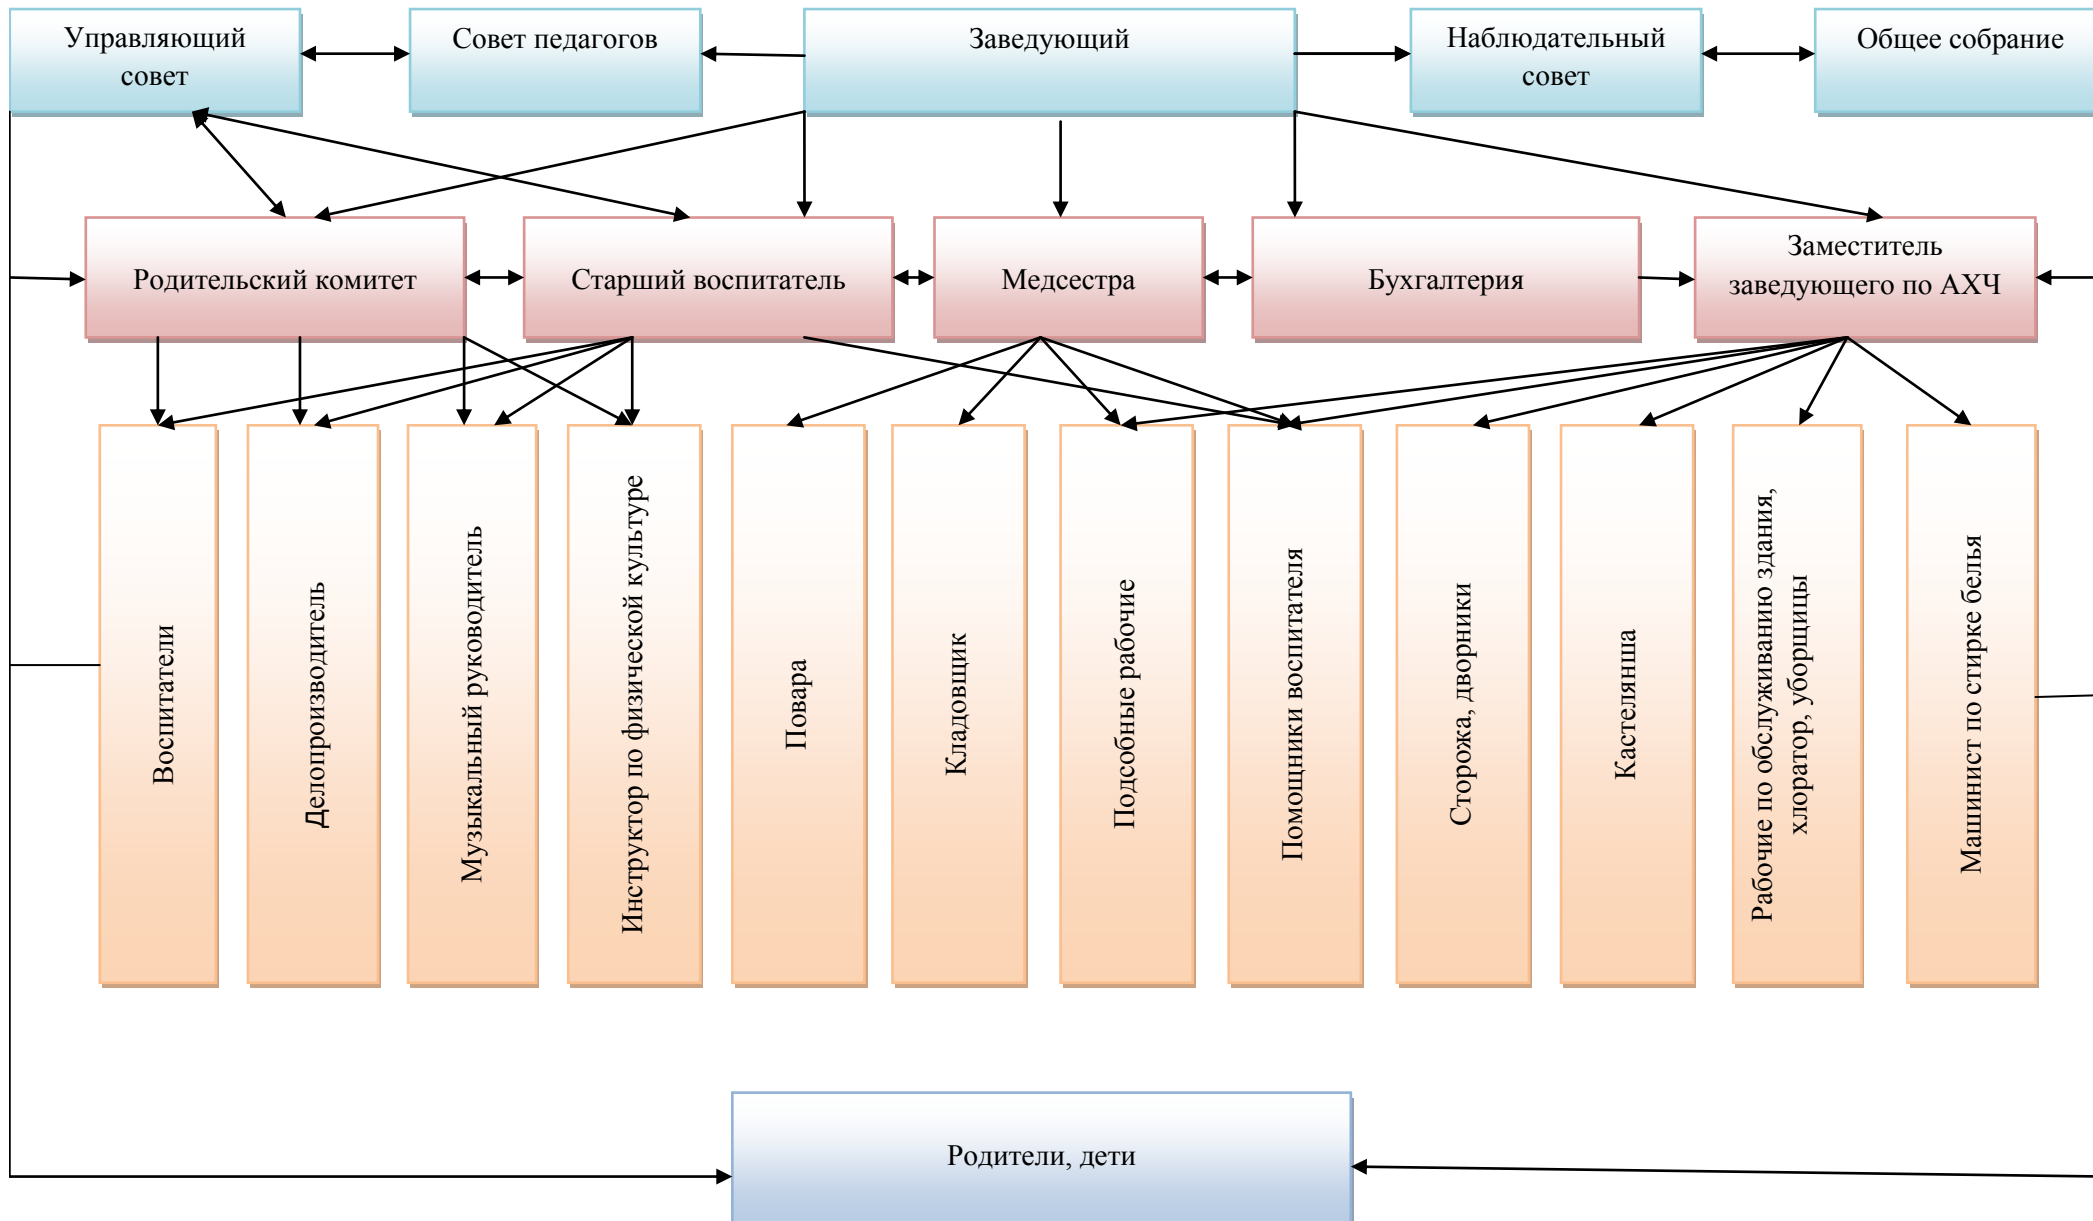 Управляющий
совет
Совет педагогов
Заведующий
Наблюдательный
совет
Общее собрание
Родительский комитет
Старший воспитатель
Медсестра
Бухгалтерия
Заместитель
заведующего по АХЧ
Воспитатели
Делопроизводитель
Музыкальный руководитель
Инструктор по физической культуре
Повара
Кладовщик
Подсобные рабочие
Помощники воспитателя
Сторожа, дворники
Кастелянша
Рабочие по обслуживанию здания,
хлоратор, уборщицы
Машинист по стирке белья
Родители, дети